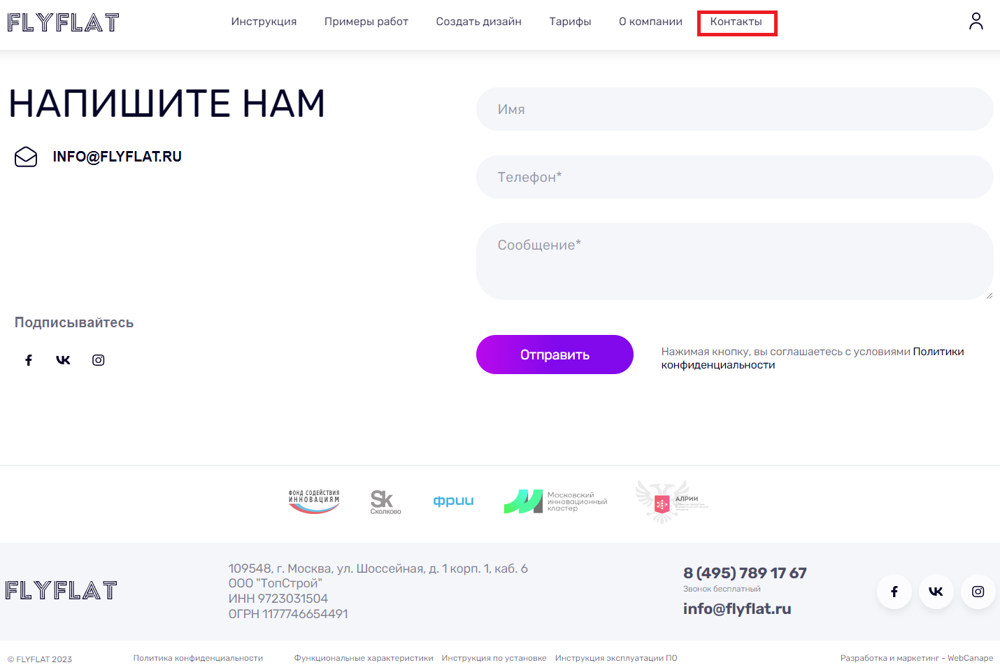 FLYFLAT
Инструкция Примеры работ Создать дизайн Тарифы О компании Контакты
НАПИШИТЕ НАМ
INFO@FLYFLAT.RU
Имя
Телефон*
Сообщение*
Подписывайтесь
Отправить
Нажимая кнопку, вы соглашаетесь с условиями Политики
конфиденциальности
ФОНД СОДЕЙСТВИЯ
ИННОВАЦИЯМ
Sk
Сколково
фрии
Московский
инновационный
кластер
АЛРИИ
FLYFLAT
109548, г. Москва, ул. Шоссейная, д. 1 корп. 1, каб. 6
ООО "ТопСтрой"
ИНН 9723031504
ОГРН 1177746654491
8 (495) 789 17 67
Звонок бесплатный
info@flyflat.ru
© FLYFLAT 2023 Политика конфиденциальности Функциональные характеристики Инструкция по установке Инструкция эксплуатации ПО Разработка и маркетинг - WebCanape